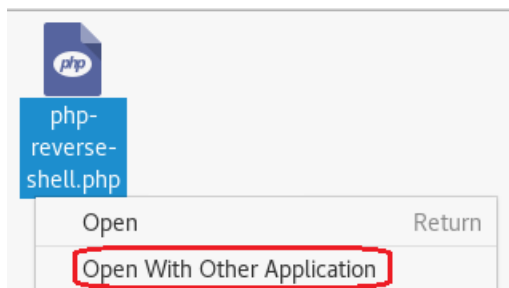 php
php-
reverse-
shell.php
Open Return
Open With Other Application